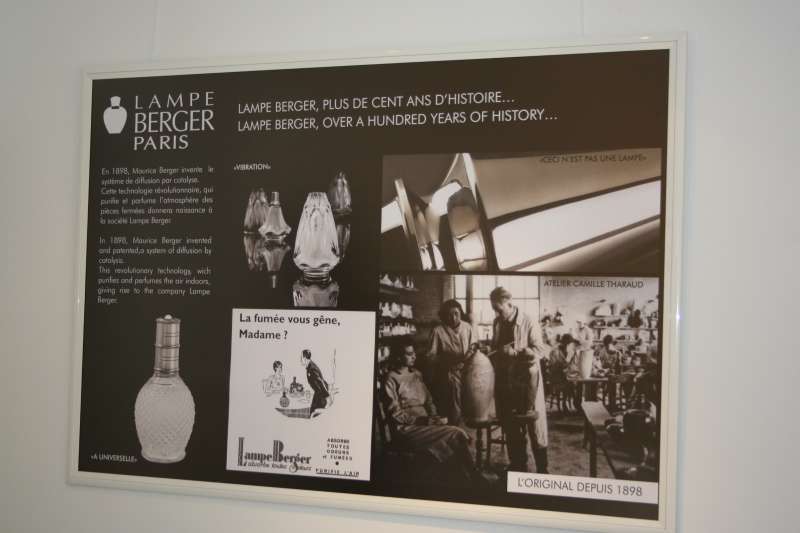 LAMPE
BERGER
PARIS
LAMPE BERGER, PLUS DE CENT ANS D'HISTOIRE...
LAMPE BERGER, OVER A HUNDRED YEARS OF HISTORY...
En 1898, Maurice Berger invente le
système de diffusion par catalyse.
Cette technologie révolutionnaire, qui
purifie et parfume l'atmosphère des
pièces fermées donnera naissance à
la société Lampe Berger.
In 1898, Maurice Berger invented
and patented,a system of diffusion by
catalysis.
This revolutionary technology, wich
purifies and perfumes the air indoors,
giving rise to the company Lampe
Berger.
«VIBRATION»
«CECI N'EST PAS UNE LAMPE»
ATELIER CAMILLE THARAUD
La fumée vous gêne,
Madame ?
Lampe Berger
absorbe toutes
ABSORBE
TOUTES
ODEURS
ET FUMÉES
PURIFIE L'AIR
«A UNIVERSELLE»
L'ORIGINAL DEPUIS 1898